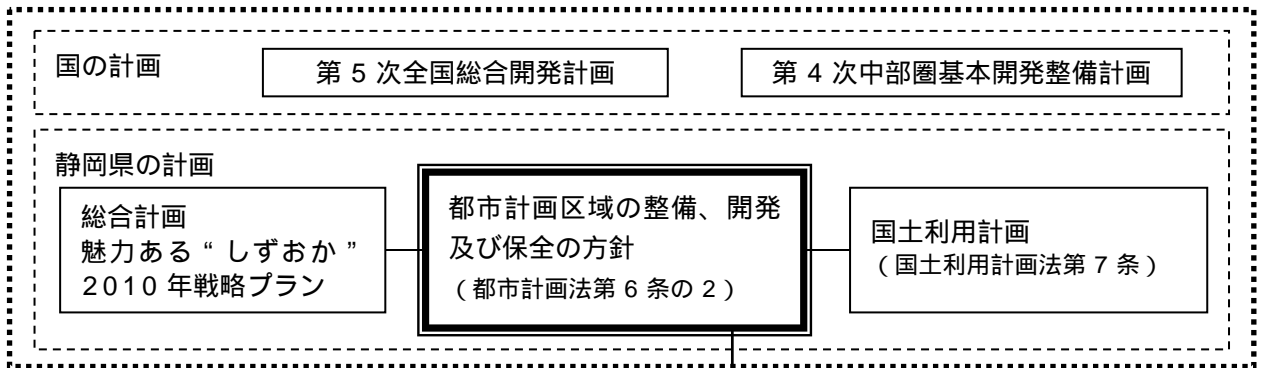 国の計画
第５次全国総合開発計画
第４次中部圏基本開発整備計画
静岡県の計画
総合計画
魅力ある“しずおか”
２０１０年戦略プラン
都市計画区域の整備、開発
及び保全の方針
（都市計画法第６条の２）
国土利用計画
（国土利用計画法第７条）